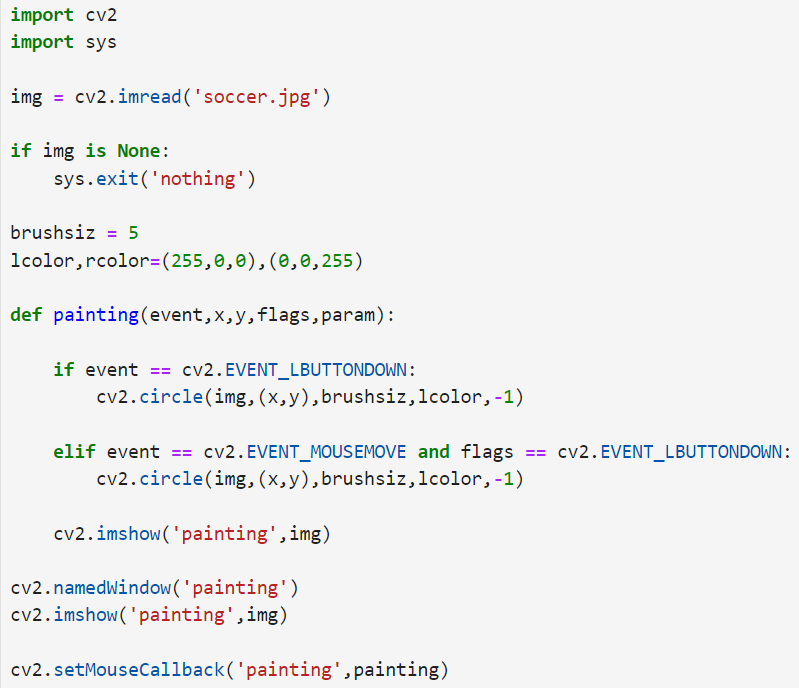 import cv2
import sys
img = cv2.imread('soccer.jpg')
if img is None:
    sys.exit('nothing')
brushsiz = 5
lcolor,rcolor=(255,0,0),(0,0,255)
def painting(event,x,y,flags,param):
    if event == cv2.EVENT_LBUTTONDOWN:
        cv2.circle(img,(x,y),brushsiz,lcolor,-1)
    elif event == cv2.EVENT_MOUSEMOVE and flags == cv2.EVENT_LBUTTONDOWN:
        cv2.circle(img,(x,y),brushsiz,lcolor,-1)
    cv2.imshow('painting',img)
cv2.namedWindow('painting')
cv2.imshow('painting',img)
cv2.setMouseCallback('painting',painting)